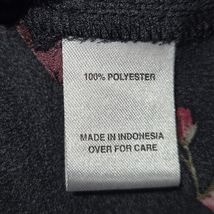 100% POLYESTER
MADE IN INDONESIA
OVER FOR CARE